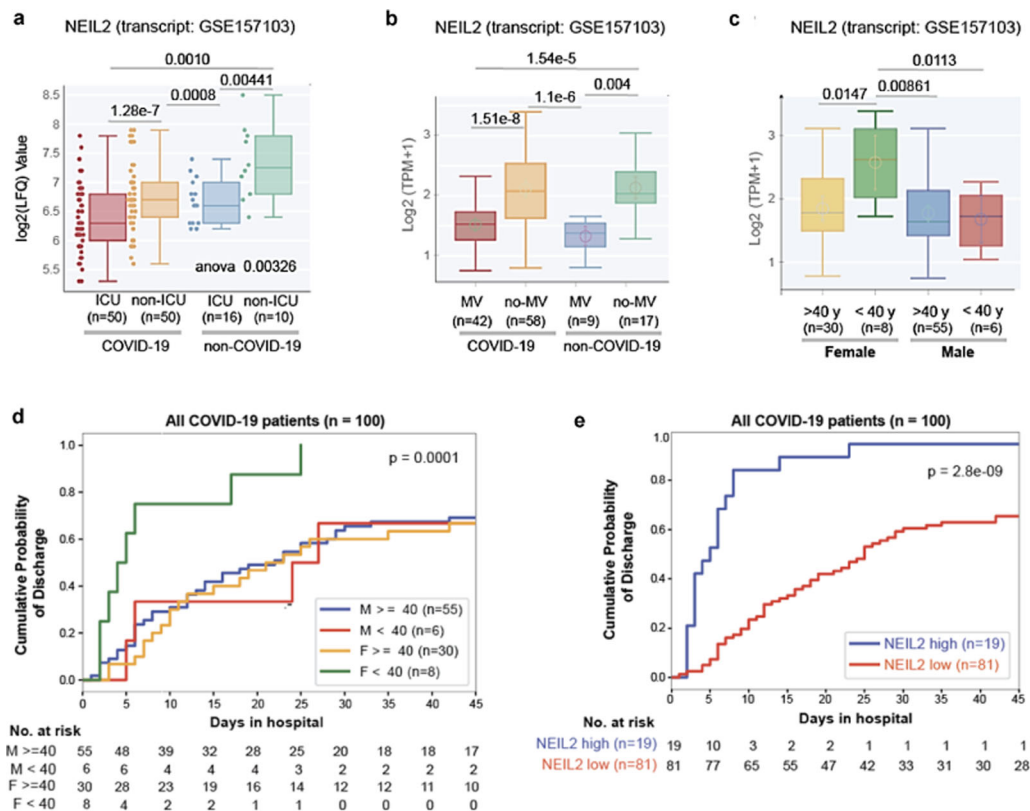 a
NEIL2 (transcript: GSE157103)
0.0010
0.00441
0.0008
1.28e-7
log2(LFQ) Value
8.5
8
7.5
7
6.5
6
5.5
anova 0.00326
ICU non-ICU ICU non-ICU
(n=50) (n=50) (n=16) (n=10)
COVID-19 non-COVID-19
b
NEIL2 (transcript: GSE157103)
1.54e-5
0.004
1.1e-6
1.51e-8
Log2 (TPM+1)
3
2
1
MV no-MV MV no-MV
(n=42) (n=58) (n=9) (n=17)
COVID-19 non-COVID-19
c
NEIL2 (transcript: GSE157103)
0.0113
0.0147 0.00861
Log2 (TPM+1)
3
2
1
>40 y < 40 y >40 y < 40 y
(n=30) (n=8) (n=55) (n=6)
Female Male
d
All COVID-19 patients (n = 100)
p = 0.0001
Cumulative Probability
of Discharge
1.0
0.8
0.6
0.4
0.2
0.0
M >= 40 (n=55)
M < 40 (n=6)
F >= 40 (n=30)
F < 40 (n=8)
0 5 10 15 20 25 30 35 40 45
Days in hospital
No. at risk
M >=40 55 48 39 32 28 25 20 18 18 17
M < 40 6 6 4 4 4 3 2 2 2 2
F >=40 30 28 23 19 16 14 12 12 11 10
F < 40 8 4 2 2 1 1 0 0 0 0
e
All COVID-19 patients (n = 100)
p = 2.8e-09
Cumulative Probability
of Discharge
1.0
0.8
0.6
0.4
0.2
0.0
NEIL2 high (n=19)
NEIL2 low (n=81)
0 5 10 15 20 25 30 35 40 45
Days in hospital
No. at risk
NEIL2 high (n=19) 19 10 3 2 2 1 1 1 1 1
NEIL2 low (n=81) 81 77 65 55 47 42 33 31 30 28